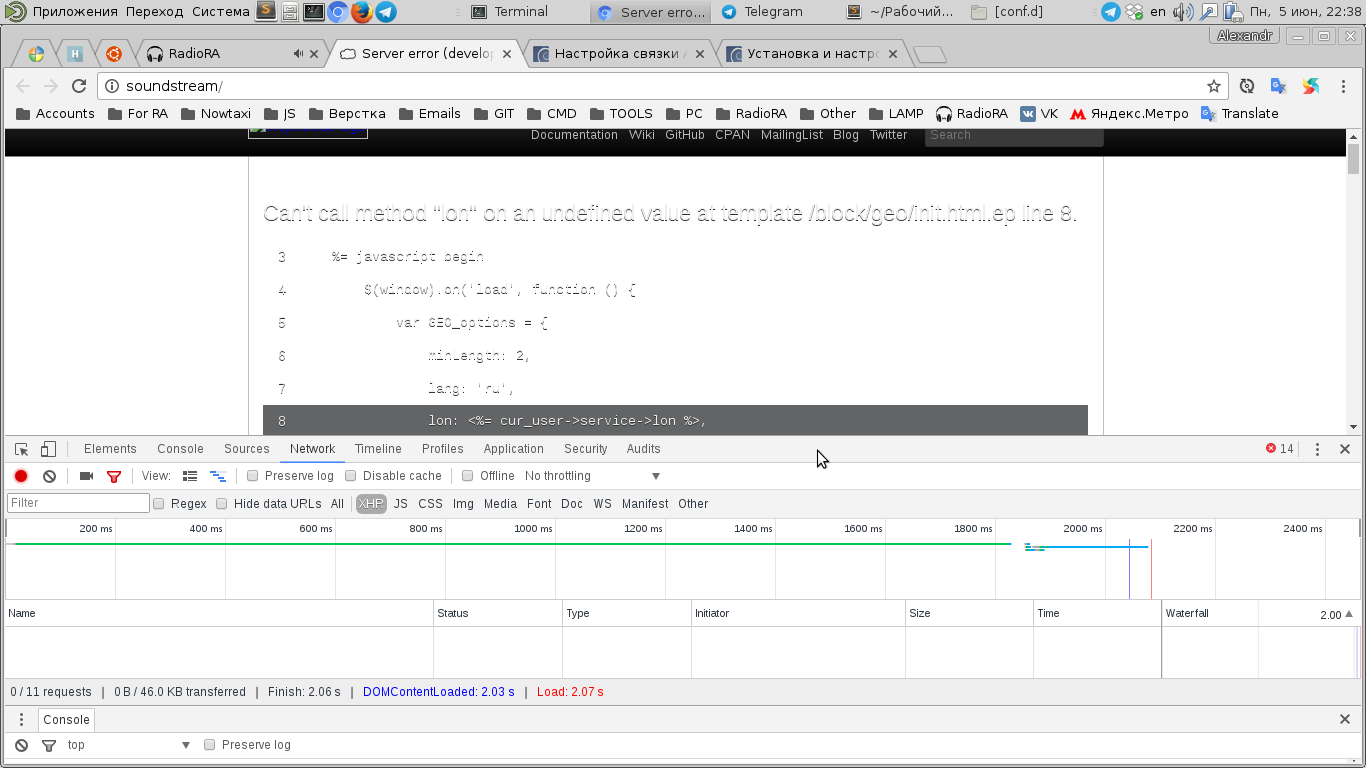 Приложения Переход Система
Terminal
Server erro...
Telegram
~/Рабочий...
[conf.d]
en
Пн, 5 июн, 22:38
Alexandr
RadioRA
Server error (develop
Настройка связки
Установка и настро
soundstream/
Accounts For RA Nowtaxi JS Верстка Emails GiT CMD TOOLS PC RadioRA Other LAMP RadioRA VK Яндекс.Метро Translate
Documentation Wiki GitHub CPAN MailingList Blog Twitter Search
Can't call method "lon" on an undefined value at template /block/geo/init.html.ep line 8.
3 %= javascript begin
4 $(window).on('load', function () {
5 var GEO_options = {
6 minLength: 2,
7 lang: 'ru',
8 lon: <%= cur_user->service->lon %>,
Elements Console Sources Network Timeline Profiles Application Security Audits 14
View: Preserve log Disable cache Offline No throttling
Filter Regex Hide data URLs All XHR JS CSS Img Media Font Doc WS Manifest Other
200 ms 400 ms 600 ms 800 ms 1000 ms 1200 ms 1400 ms 1600 ms 1800 ms 2000 ms 2200 ms 2400 ms
Name Status Type Initiator Size Time Waterfall 2.00
0 / 11 requests | 0 B / 46.0 KB transferred | Finish: 2.06 s | DOMContentLoaded: 2.03 s | Load: 2.07 s
Console
top Preserve log